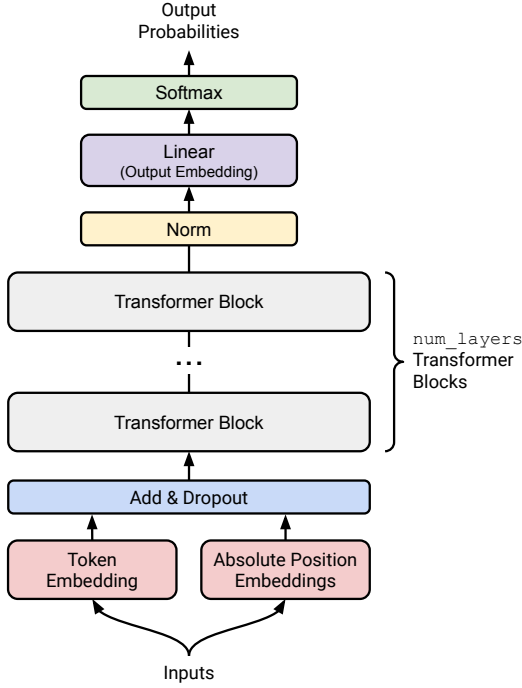 Output
Probabilities
Softmax
Linear
(Output Embedding)
Norm
Transformer Block
num_layers
Transformer
Blocks
...
Transformer Block
Add & Dropout
Token
Embedding
Absolute Position
Embeddings
Inputs